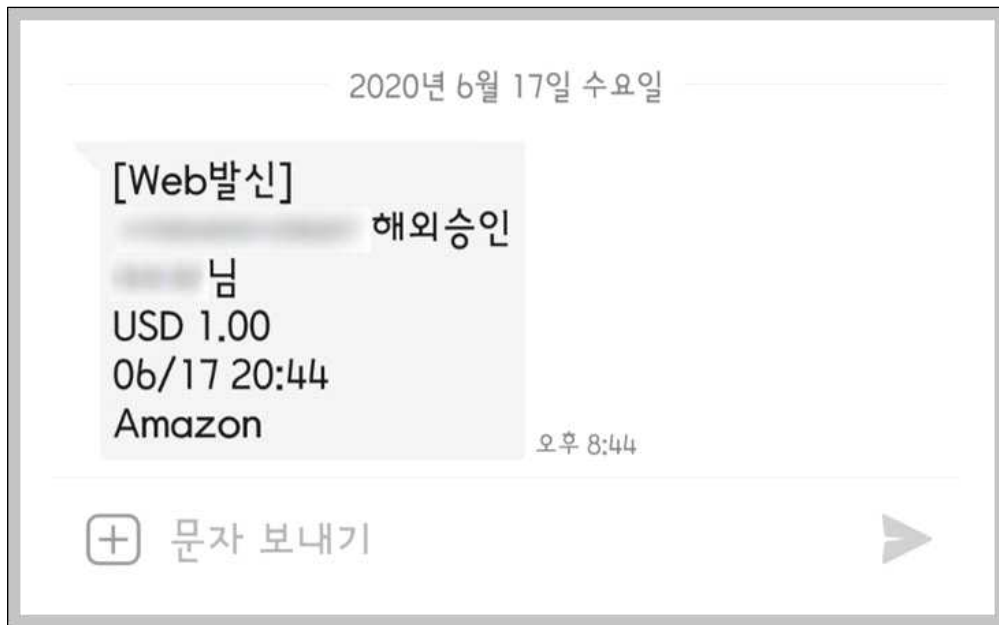 2020년 6월 17일 수요일
[Web발신]
해외승인
님
USD 1.00
06/17 20:44
Amazon
오후 8:44
문자 보내기